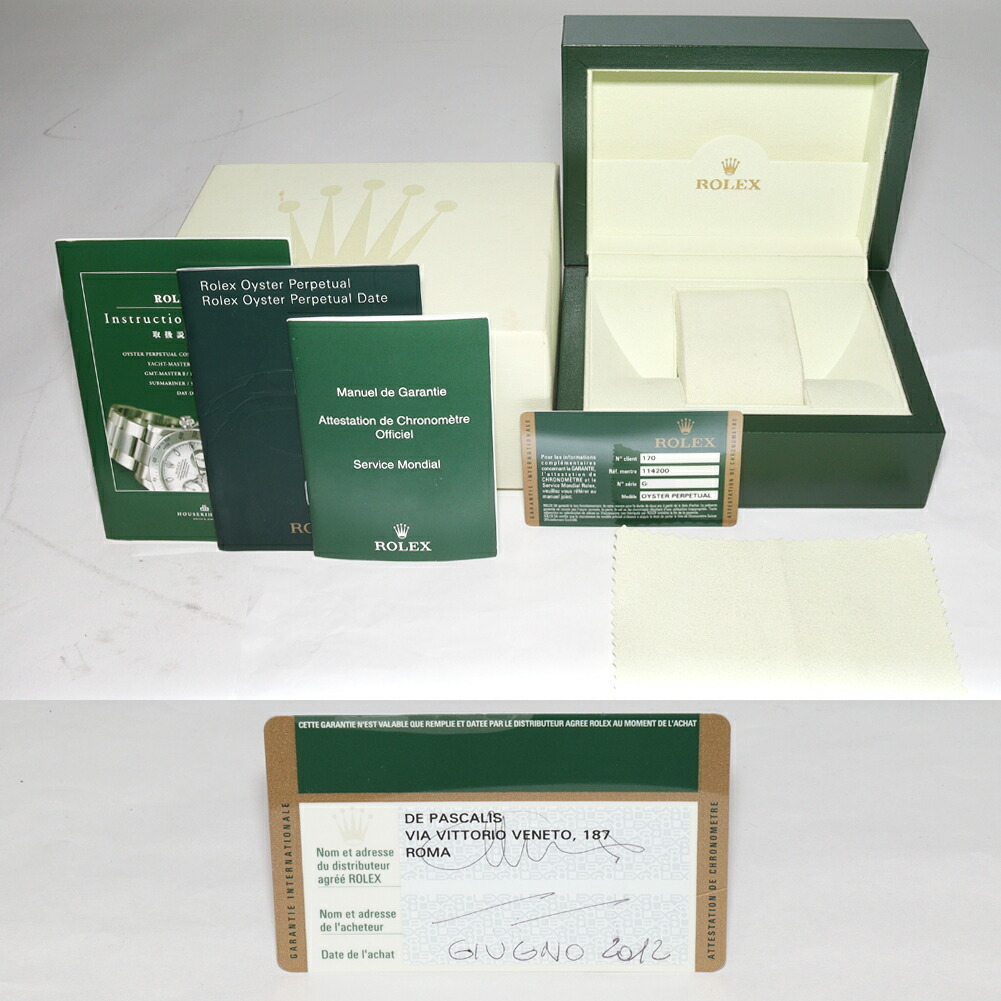 ROLEX
ROL
Instruction
取扱説
OYSTER PERPETUAL
YACHT-MASTER
GMT-MASTER II /
SUBMARINER /
DAY-D
Rolex Oyster Perpetual
Rolex Oyster Perpetual Date
Manuel de Garantie
Attestation de Chronomètre
Officiel
Service Mondial
ROLEX
GARANTIE INTERNATIONALE
ROLEX
Pour les informations
complémentaires
concernant la GARANTIE,
l'attestation de
CHRONOMÈTRE et le
Service Mondial Rolex,
veuillez vous référer au
manuel joint.
N° client 170
Réf. montre 114200
N° série G
Modèle OYSTER PERPETUAL
ATTESTATION DE CHRONOMETRE
CETTE GARANTIE N'EST VALABLE QUE REMPLIE ET DATEE PAR LE DISTRIBUTEUR AGREE ROLEX AU MOMENT DE L'ACHAT
GARANTIE INTERNATIONALE
Nom et adresse
du distributeur
agréé ROLEX
DE PASCALIS
VIA VITTORIO VENETO, 187
ROMA
Nom et adresse
de l'acheteur
Date de l'achat
GIUGNO 2012
ATTESTATION DE CHRONOMETRE